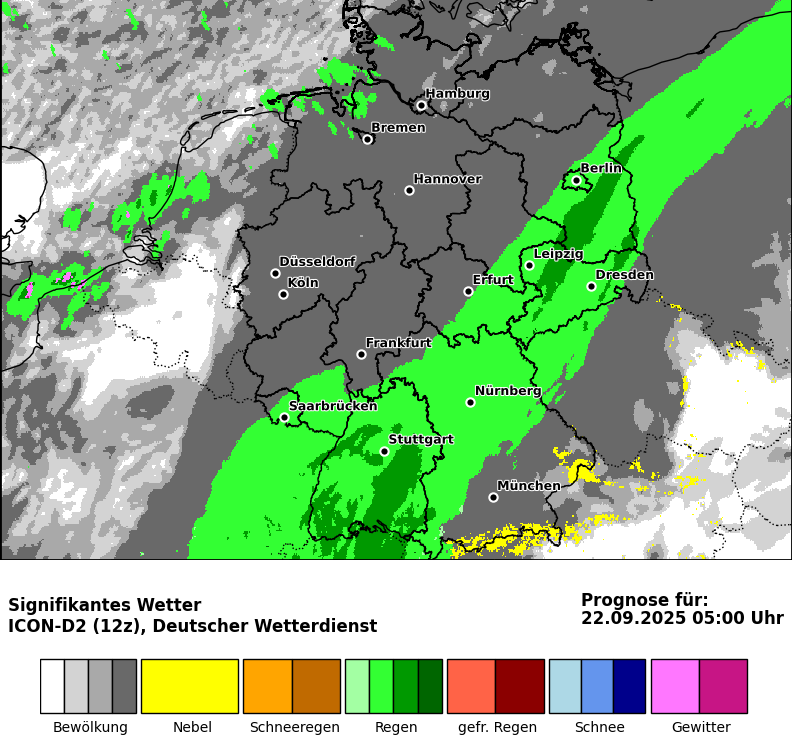 Hamburg
Bremen
Berlin
Hannover
Leipzig
Düsseldorf
Köln
Erfurt
Dresden
Frankfurt
Saarbrücken
Nürnberg
Stuttgart
München
Signifikantes Wetter
ICON-D2 (12z), Deutscher Wetterdienst
Prognose für:
22.09.2025 05:00 Uhr
Bewölkung Nebel Schneeregen Regen gefr. Regen Schnee Gewitter